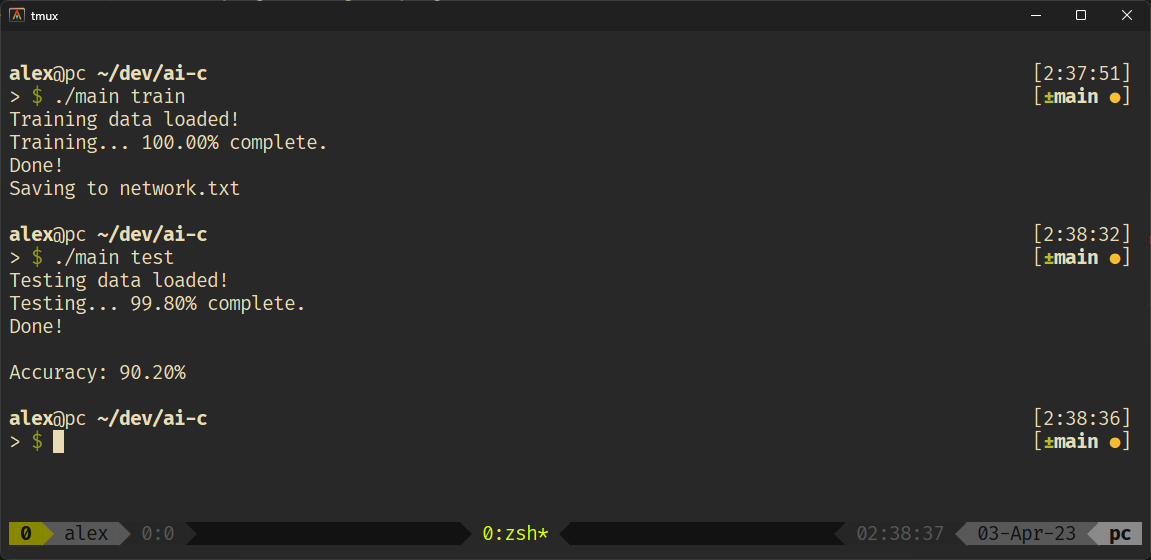 tmux
alex@pc ~/dev/ai-c [2:37:51]
> $ ./main train [±main ●]
Training data loaded!
Training... 100.00% complete.
Done!
Saving to network.txt
alex@pc ~/dev/ai-c [2:38:32]
> $ ./main test [±main ●]
Testing data loaded!
Testing... 99.80% complete.
Done!
Accuracy: 90.20%
alex@pc ~/dev/ai-c [2:38:36]
> $ [±main ●]
0 alex 0:0 0:zsh* 02:38:37 03-Apr-23 pc